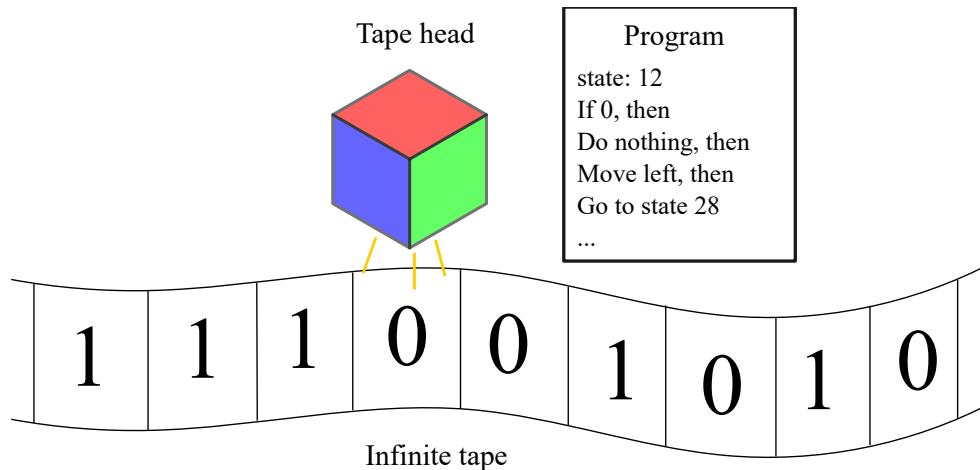 Tape head
Program
state: 12
If 0, then
Do nothing, then
Move left, then
Go to state 28
...
1 1 1 0 0 1 0 1 0
Infinite tape